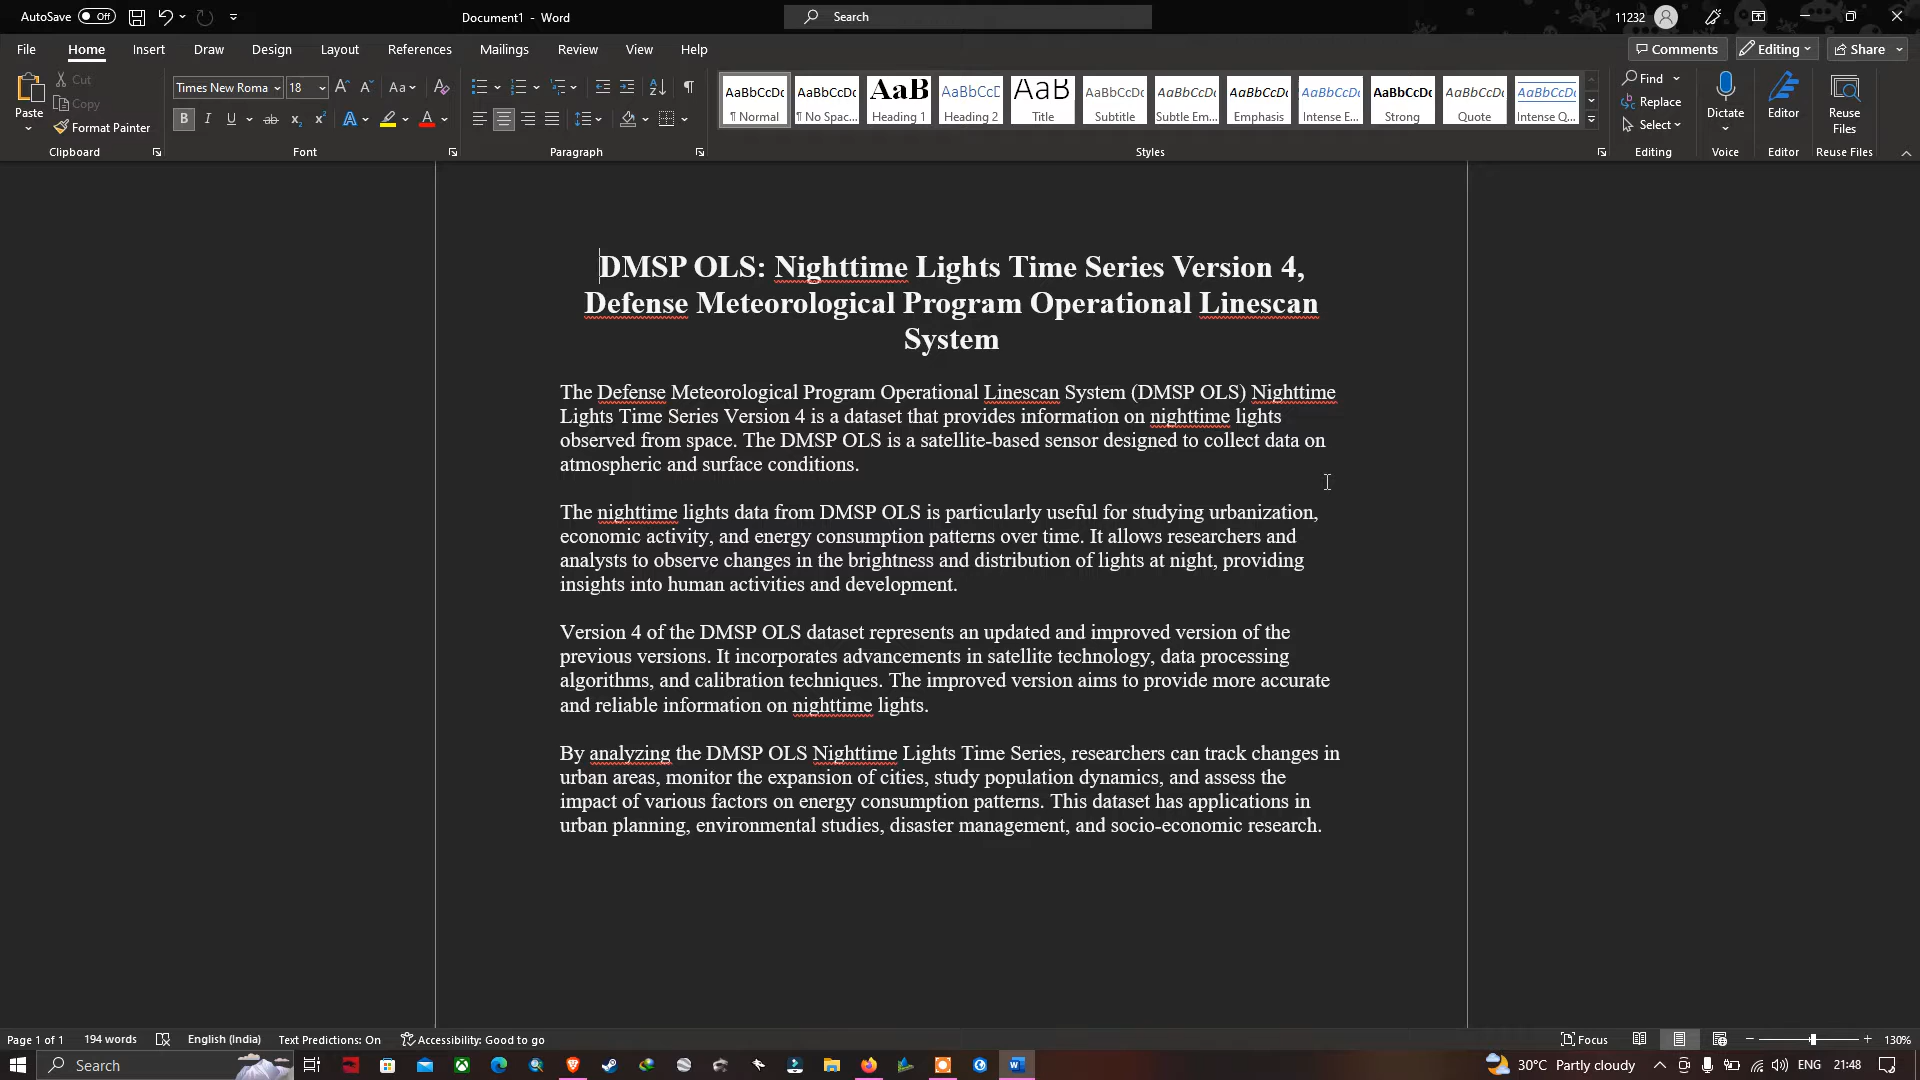 AutoSave Off Document1 - Word Search 11232
File Home Insert Draw Design Layout References Mailings Review View Help Comments Editing Share
Paste Cut Copy Format Painter Clipboard
Times New Roma 18 Aa
B I U ab x₂ x² A A
Font Paragraph
AaBbCcDc AaBbCcDc AaB AaBbCcD AaB AaBbCcD AaBbCcDc AaBbCcDc AaBbCcDc AaBbCcDc AaBbCcDc AaBbCcDc
¶ Normal ¶ No Spac... Heading 1 Heading 2 Title Subtitle Subtle Em... Emphasis Intense E... Strong Quote Intense Q...
Styles
Find Replace Select Editing
Dictate Voice
Editor Editor
Reuse Files Reuse Files
DMSP OLS: Nighttime Lights Time Series Version 4,
Defense Meteorological Program Operational Linescan
System
The Defense Meteorological Program Operational Linescan System (DMSP OLS) Nighttime
Lights Time Series Version 4 is a dataset that provides information on nighttime lights
observed from space. The DMSP OLS is a satellite-based sensor designed to collect data on
atmospheric and surface conditions.
The nighttime lights data from DMSP OLS is particularly useful for studying urbanization,
economic activity, and energy consumption patterns over time. It allows researchers and
analysts to observe changes in the brightness and distribution of lights at night, providing
insights into human activities and development.
Version 4 of the DMSP OLS dataset represents an updated and improved version of the
previous versions. It incorporates advancements in satellite technology, data processing
algorithms, and calibration techniques. The improved version aims to provide more accurate
and reliable information on nighttime lights.
By analyzing the DMSP OLS Nighttime Lights Time Series, researchers can track changes in
urban areas, monitor the expansion of cities, study population dynamics, and assess the
impact of various factors on energy consumption patterns. This dataset has applications in
urban planning, environmental studies, disaster management, and socio-economic research.
Page 1 of 1 194 words English (India) Text Predictions: On Accessibility: Good to go Focus 130%
Search 30°C Partly cloudy ENG 21:48